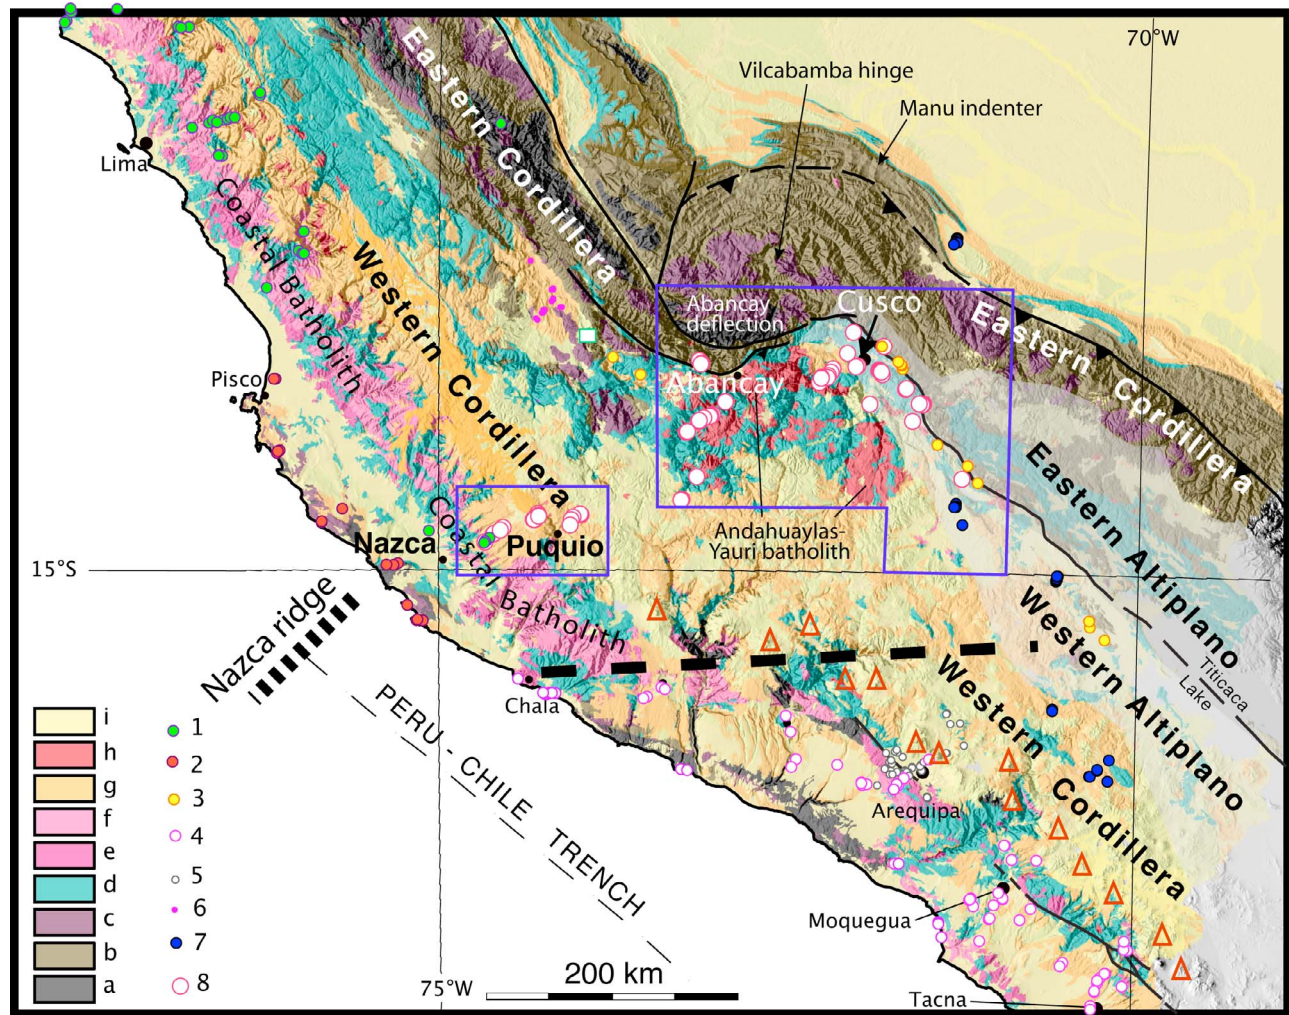 70°W
Vilcabamba hinge
Manu indenter
Eastern Cordillera
Lima
Coastal Batholith
Western Cordillera
Abancay
deflection
Cusco
Eastern Cordillera
Pisco
Abancay
Andahuaylas-
Yauri batholith
Coastal Batholith
Nazca
Puquio
Eastern Altiplano
15°S
Nazca ridge
Western Altiplano
Titicaca
Lake
Western Cordillera
PERU - CHILE TRENCH
Chala
Arequipa
Moquegua
Tacna
i
h
g
f
e
d
c
b
a
1
2
3
4
5
6
7
8
75°W
200 km